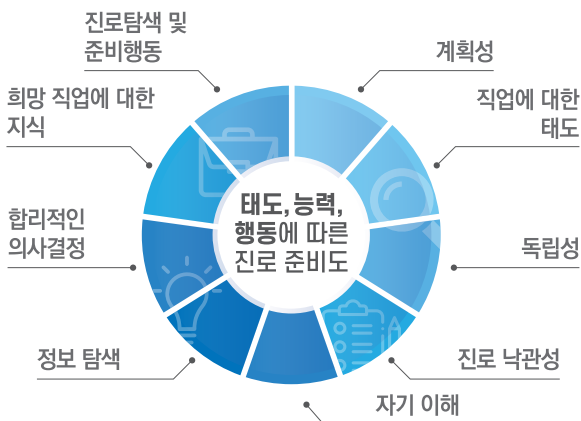 진로탐색 및
준비행동
계획성
희망 직업에 대한
지식
직업에 대한
태도
태도, 능력,
행동에 따른
진로 준비도
합리적인
의사결정
독립성
정보 탐색
진로 낙관성
자기 이해